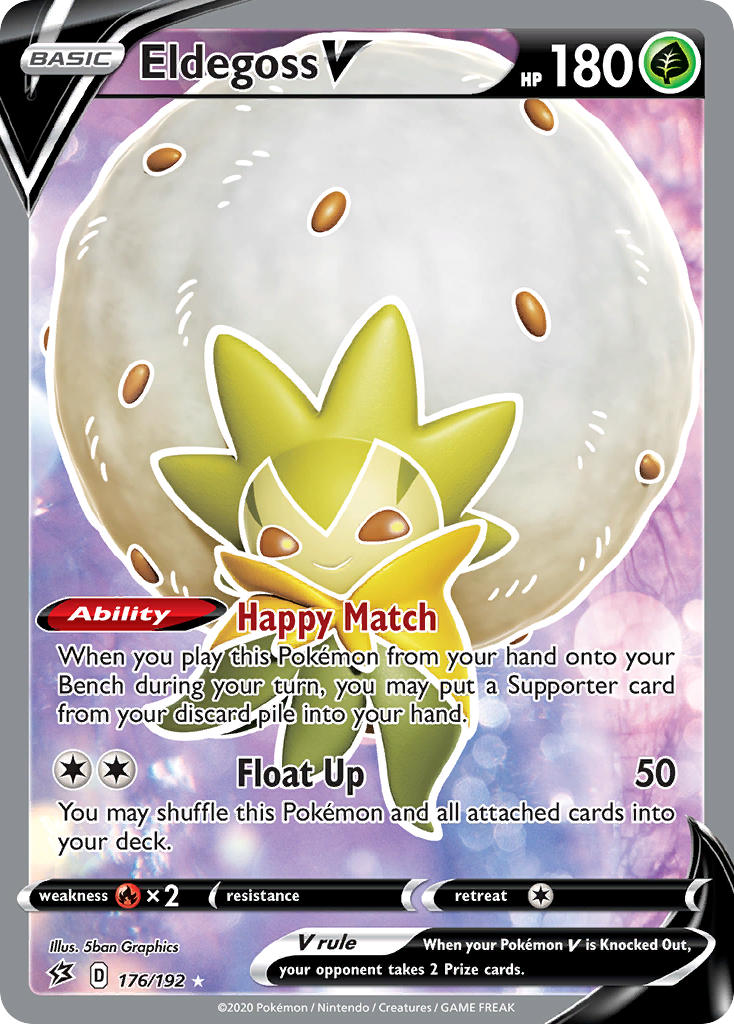 BASIC Eldegoss V HP 180
Ability Happy Match
When you play this Pokémon from your hand onto your
Bench during your turn, you may put a Supporter card
from your discard pile into your hand.
Float Up 50
You may shuffle this Pokémon and all attached cards into
your deck.
weakness ×2 resistance retreat
Illus. 5ban Graphics
V rule When your Pokémon V is Knocked Out,
your opponent takes 2 Prize cards.
D 176/192
©2020 Pokémon / Nintendo / Creatures / GAME FREAK